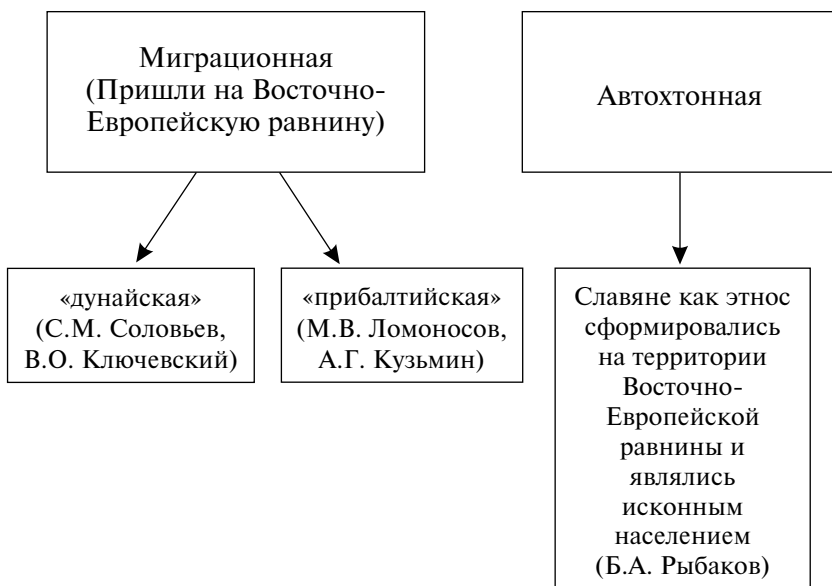 Миграционная
(Пришли на Восточно-
Европейскую равнину)
Автохтонная
«дунайская»
(С.М. Соловьев,
В.О. Ключевский)
«прибалтийская»
(М.В. Ломоносов,
А.Г. Кузьмин)
Славяне как этнос
сформировались
на территории
Восточно-
Европейской
равнины и
являлись
исконным
населением
(Б.А. Рыбаков)